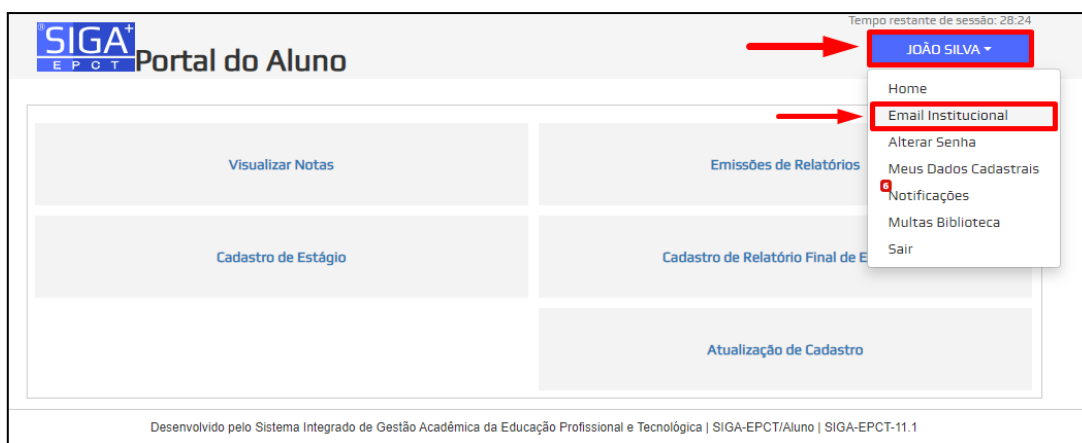 Tempo restante de sessão: 28:24
®SIGA+
EPCT
Portal do Aluno
JOÃO SILVA
Home
Email Institucional
Alterar Senha
Meus Dados Cadastrais
6
Notificações
Multas Biblioteca
Sair
Visualizar Notas
Emissões de Relatórios
Cadastro de Estágio
Cadastro de Relatório Final de E
Atualização de Cadastro
Desenvolvido pelo Sistema Integrado de Gestão Acadêmica da Educação Profissional e Tecnológica | SIGA-EPCT/Aluno | SIGA-EPCT-11.1